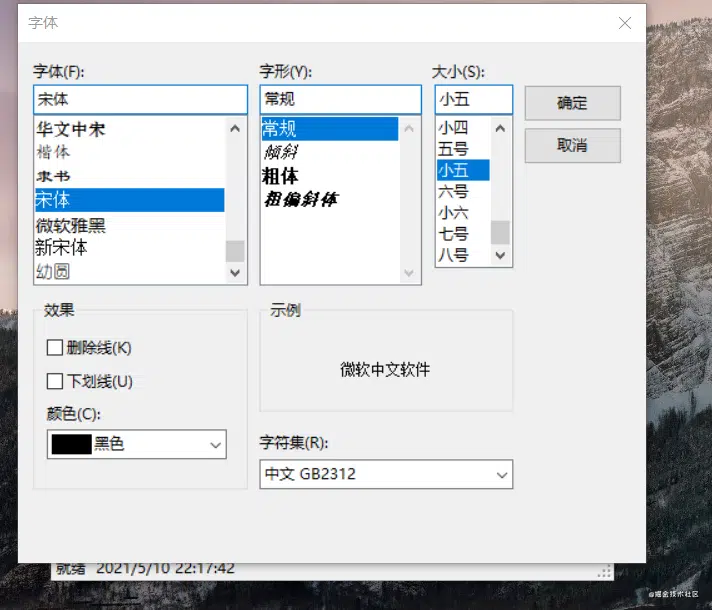 字体
字体(F):
宋体
华文中宋
楷体
隶书
宋体
微软雅黑
新宋体
幼圆
字形(Y):
常规
常规
倾斜
粗体
粗偏斜体
大小(S):
小五
小四
五号
小五
六号
小六
七号
八号
确定
取消
效果
删除线(K)
下划线(U)
颜色(C):
黑色
示例
微软中文软件
字符集(R):
中文 GB2312
就绪 2021/5/10 22:17:42
@掘金技术社区